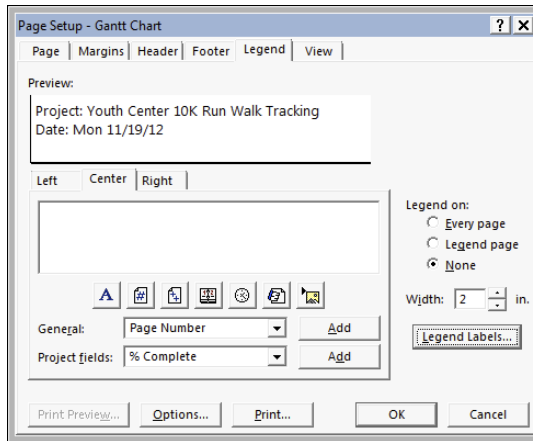 Page Setup - Gantt Chart
Page Margins Header Footer Legend View
Preview:
Project: Youth Center 10K Run Walk Tracking
Date: Mon 11/19/12
Left Center Right
Legend on:
Every page
Legend page
None
A
Width: 2 in.
General: Page Number Add
Legend Labels...
Project fields: % Complete Add
Print Preview... Options... Print... OK Cancel